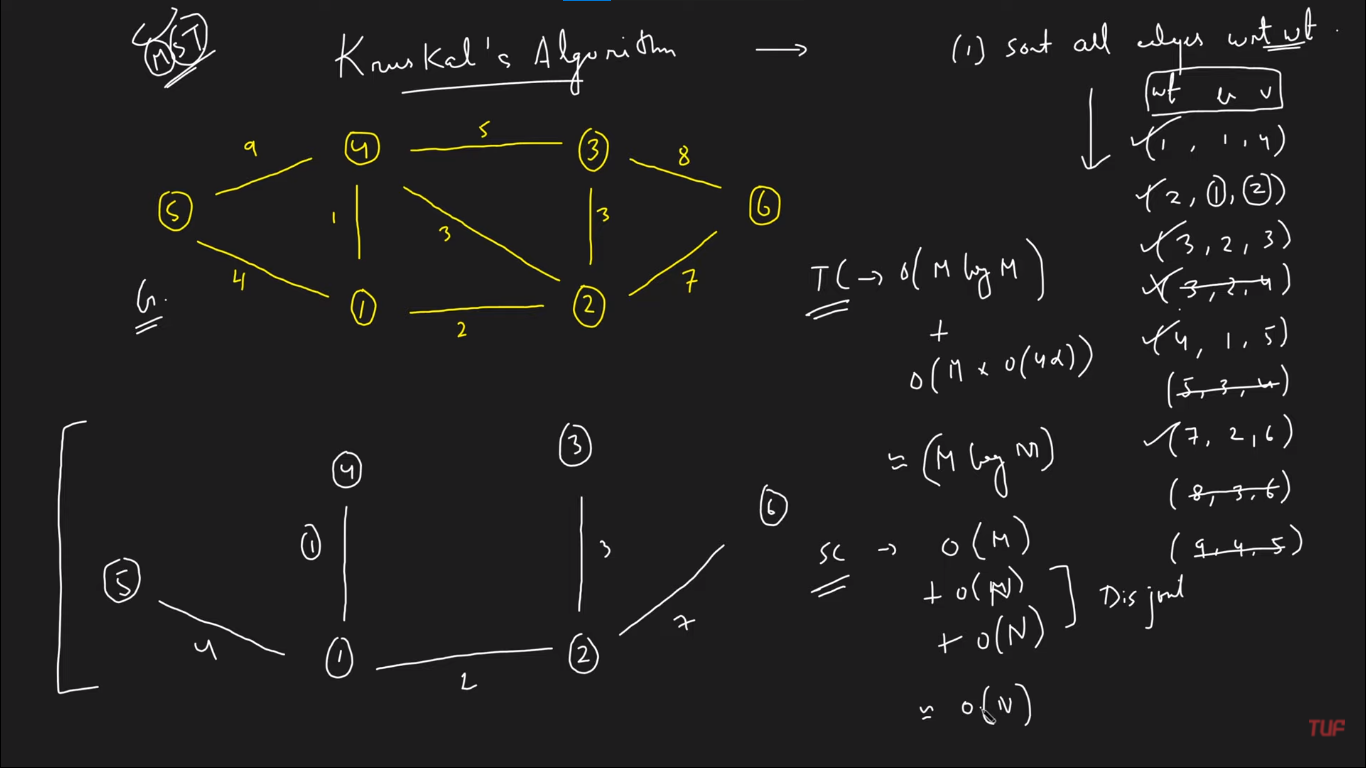 MST
Kruskal's Algorithm → (1) sort all edges wrt wt.
wt u v
(1, 1, 4)
(2, 1, 2)
(3, 2, 3)
(3, 2, 4)
(4, 1, 5)
(5, 3, 4)
(7, 2, 6)
(8, 3, 6)
(9, 4, 5)
9 4 5 3 8
5 1 3 3 6
4 1 2 2 7
G.
TC → O(M log M)
+
O(M × O(4α))
≈ (M log M)
SC → O(M)
+ O(N)
+ O(N)
Disjoint
≈ O(N)
4 3
1 3 6
5
4 1 2 2 7
TUF